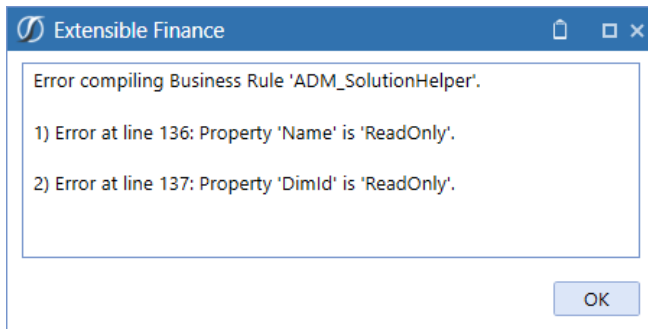 Extensible Finance
Error compiling Business Rule 'ADM_SolutionHelper'.
1) Error at line 136: Property 'Name' is 'ReadOnly'.
2) Error at line 137: Property 'DimId' is 'ReadOnly'.
OK